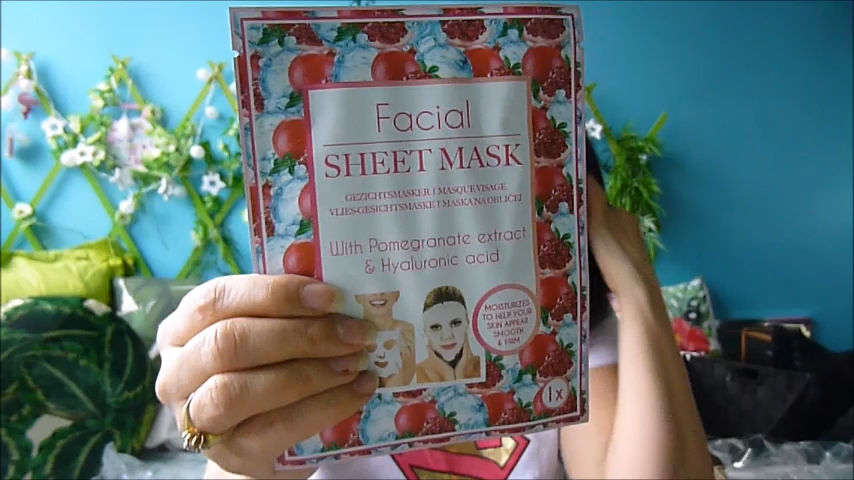 Facial
SHEET MASK
GEZICHTSMASKER | MASQUE VISAGE
VLIES-GESICHTSMASKE | MASKA NA OBLIČEJ
With Pomegranate extract
& Hyaluronic acid
MOISTURIZES
TO HELP YOUR
SKIN APPEAR
SMOOTH
& FIRM
1x